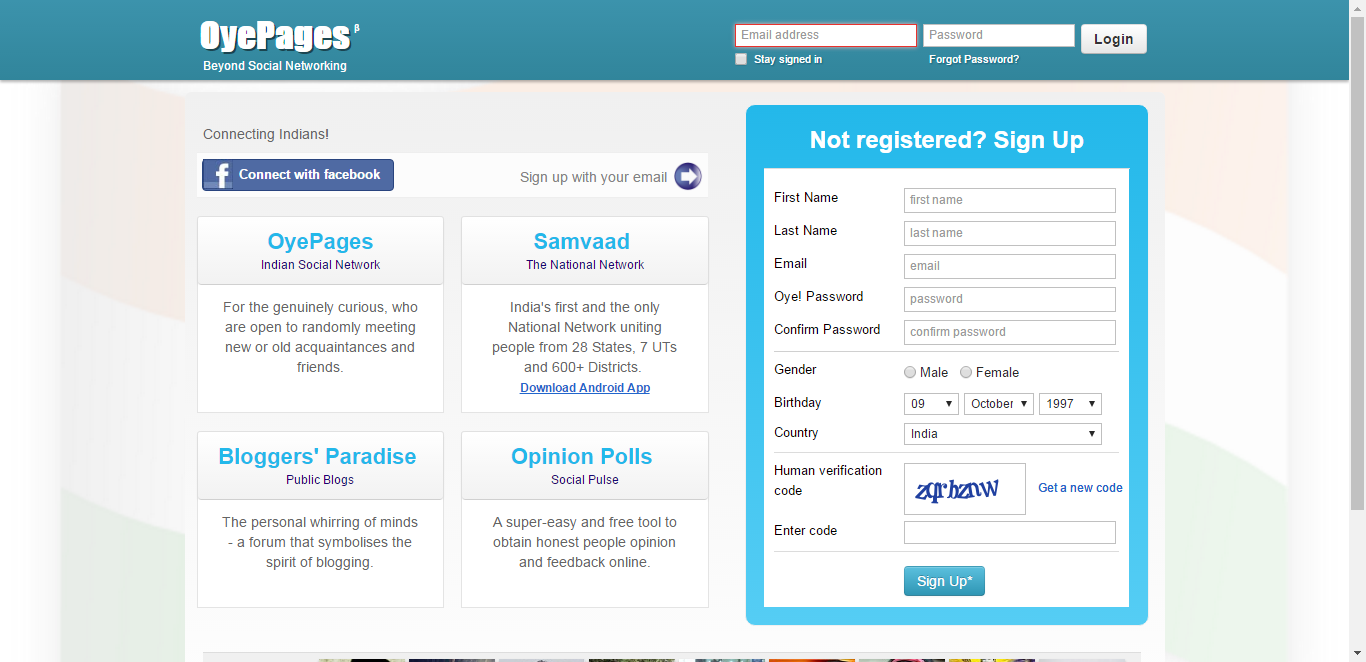 OyePages β
Beyond Social Networking
Email address
Password
Login
Stay signed in
Forgot Password?
Connecting Indians!
Connect with facebook
Sign up with your email
OyePages
Indian Social Network
For the genuinely curious, who
are open to randomly meeting
new or old acquaintances and
friends.
Samvaad
The National Network
India's first and the only
National Network uniting
people from 28 States, 7 UTs
and 600+ Districts.
Download Android App
Bloggers' Paradise
Public Blogs
The personal whirring of minds
- a forum that symbolises the
spirit of blogging.
Opinion Polls
Social Pulse
A super-easy and free tool to
obtain honest people opinion
and feedback online.
Not registered? Sign Up
First Name first name
Last Name last name
Email email
Oye! Password password
Confirm Password confirm password
Gender Male Female
Birthday 09 October 1997
Country India
Human verification
code
zqrhznw
Get a new code
Enter code
Sign Up*